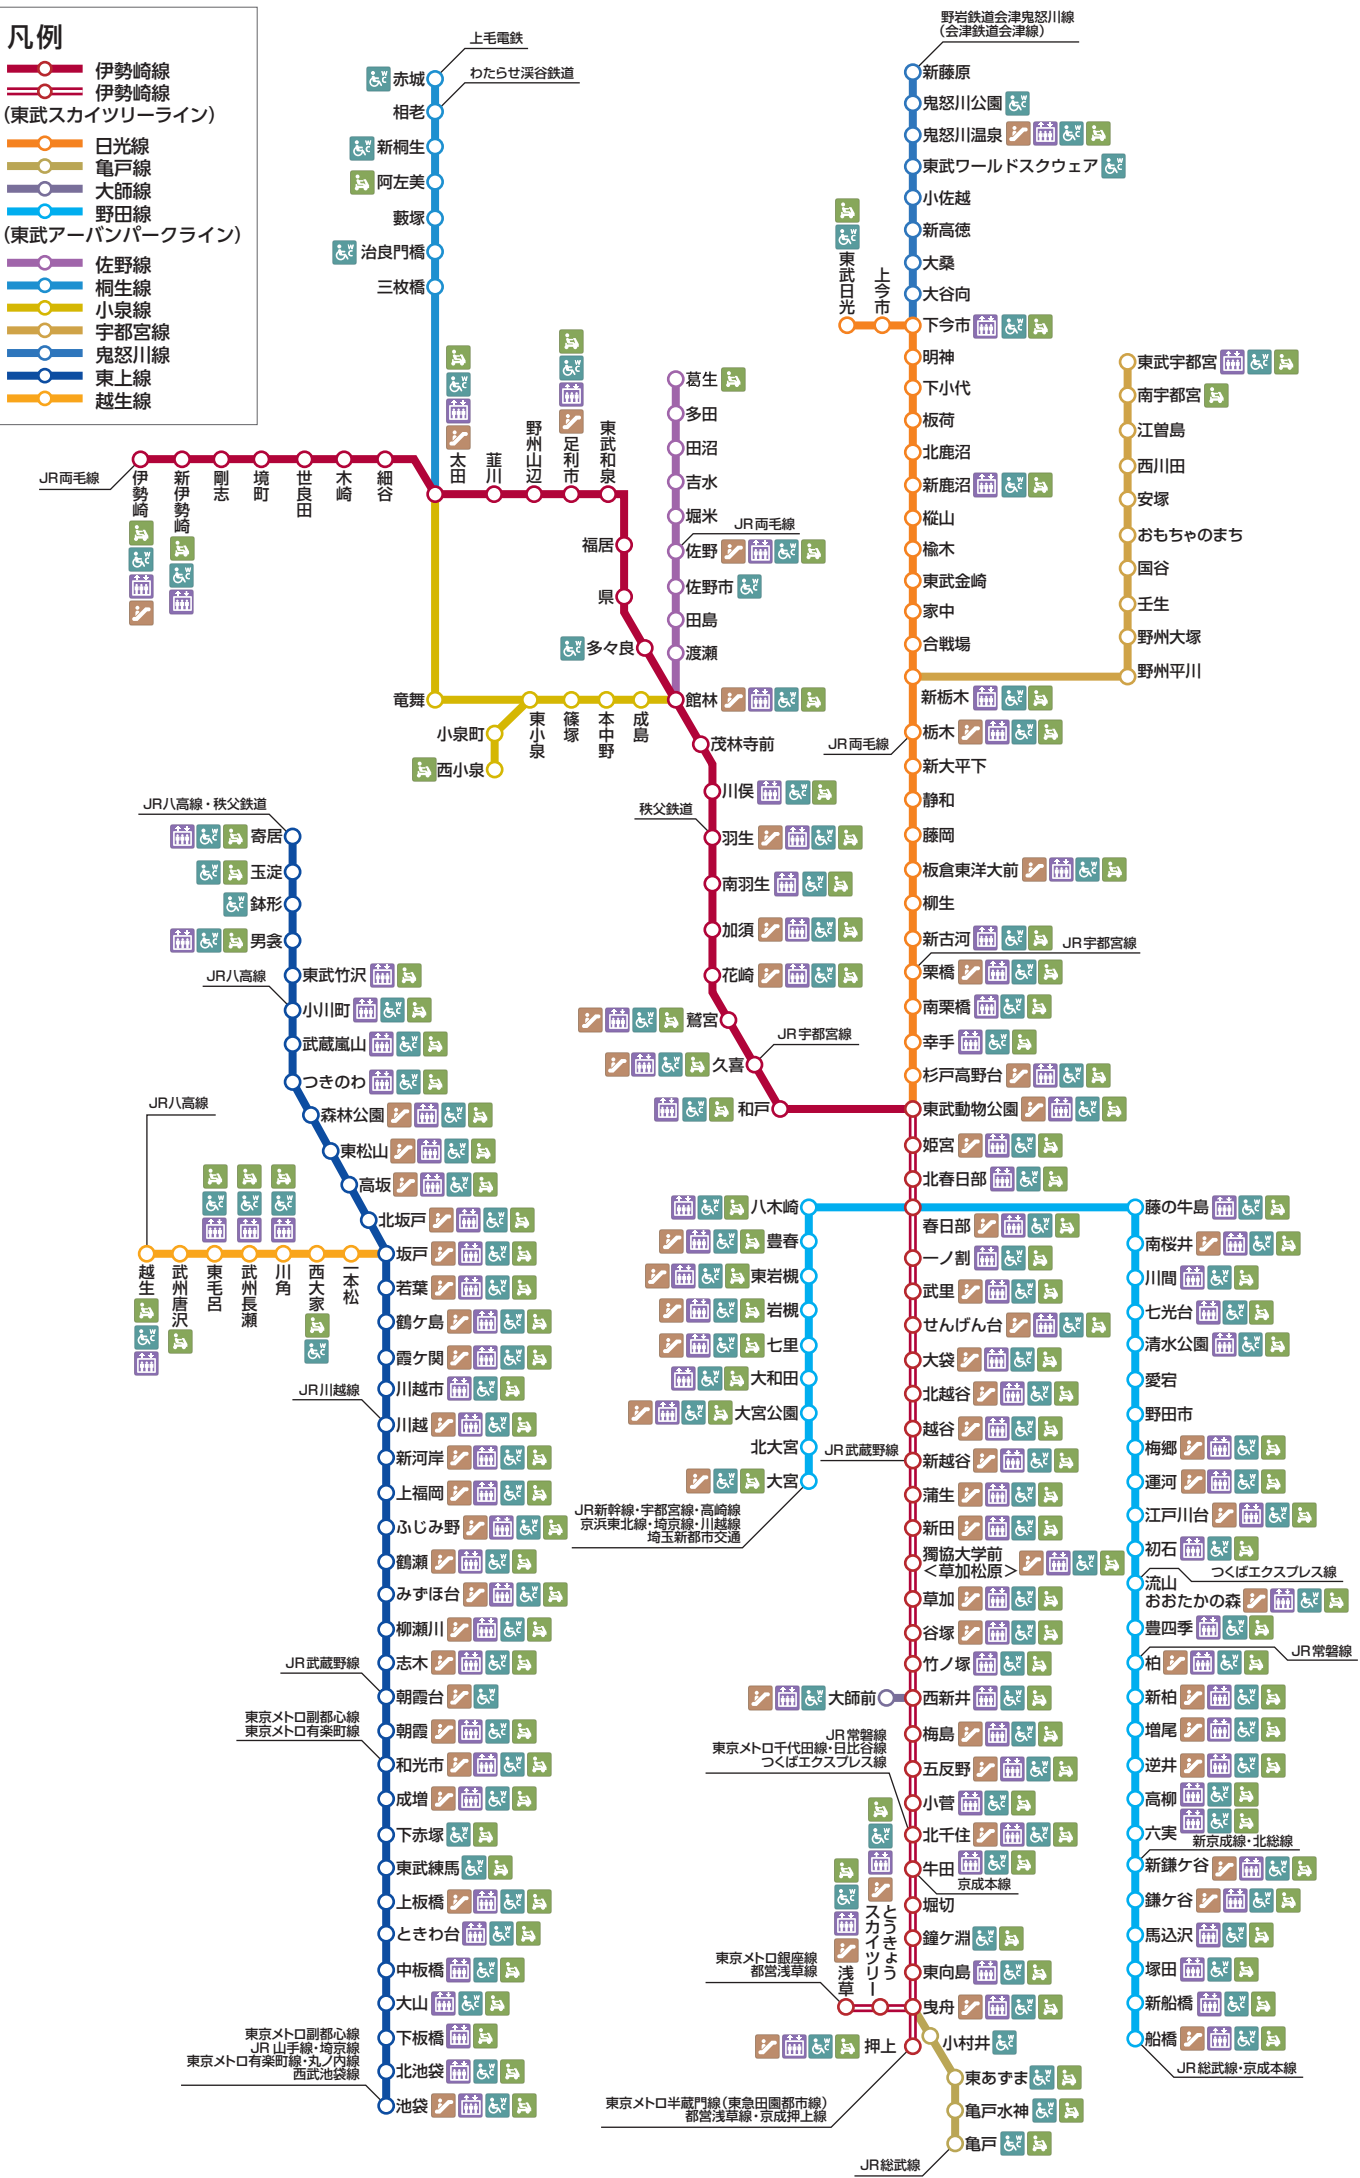 凡例
伊勢崎線
伊勢崎線
(東武スカイツリーライン)
日光線
亀戸線
大師線
野田線
(東武アーバンパークライン)
佐野線
桐生線
小泉線
宇都宮線
鬼怒川線
東上線
越生線
上毛電鉄
赤城
わたらせ渓谷鉄道
相老
新桐生
阿左美
藪塚
治良門橋
三枚橋
JR両毛線
伊勢崎
新伊勢崎
剛志
境町
世良田
木崎
細谷
太田
韮川
野州山辺
足利市
東武和泉
福居
県
多々良
葛生
多田
田沼
吉水
堀米
JR両毛線
佐野
佐野市
田島
渡瀬
館林
竜舞
小泉町
西小泉
東小泉
篠塚
本中野
成島
茂林寺前
川俣
秩父鉄道
羽生
南羽生
加須
花崎
鷲宮
JR宇都宮線
久喜
和戸
野岩鉄道会津鬼怒川線
(会津鉄道会津線)
新藤原
鬼怒川公園
鬼怒川温泉
東武ワールドスクウェア
小佐越
新高徳
大桑
大谷向
東武日光
上今市
下今市
明神
下小代
板荷
北鹿沼
新鹿沼
樅山
楡木
東武金崎
家中
合戦場
新栃木
JR両毛線
栃木
新大平下
静和
藤岡
板倉東洋大前
柳生
新古河
JR宇都宮線
栗橋
南栗橋
幸手
杉戸高野台
東武動物公園
東武宇都宮
南宇都宮
江曽島
西川田
安塚
おもちゃのまち
国谷
壬生
野州大塚
野州平川
姫宮
北春日部
春日部
一ノ割
武里
せんげん台
大袋
北越谷
越谷
JR武蔵野線
新越谷
蒲生
新田
獨協大学前
<草加松原>
草加
谷塚
竹ノ塚
大師前
西新井
梅島
五反野
小菅
JR常磐線
東京メトロ千代田線・日比谷線
つくばエクスプレス線
北千住
牛田
京成本線
堀切
鐘ケ淵
東向島
曳舟
とうきょう
スカイツリー
浅草
東京メトロ銀座線
都営浅草線
押上
東京メトロ半蔵門線(東急田園都市線)
都営浅草線・京成押上線
小村井
東あずま
亀戸水神
亀戸
JR総武線
八木崎
豊春
東岩槻
岩槻
七里
大和田
大宮公園
北大宮
大宮
JR新幹線・宇都宮線・高崎線
京浜東北線・埼京線・川越線
埼玉新都市交通
藤の牛島
南桜井
川間
七光台
清水公園
愛宕
野田市
梅郷
運河
江戸川台
初石
つくばエクスプレス線
流山
おおたかの森
豊四季
JR常磐線
柏
新柏
増尾
逆井
高柳
六実
新京成線・北総線
新鎌ケ谷
鎌ケ谷
馬込沢
塚田
新船橋
船橋
JR総武線・京成本線
JR八高線・秩父鉄道
寄居
玉淀
鉢形
男衾
東武竹沢
JR八高線
小川町
武蔵嵐山
つきのわ
森林公園
東松山
高坂
北坂戸
坂戸
JR八高線
越生
武州唐沢
東毛呂
武州長瀬
川角
西大家
一本松
若葉
鶴ケ島
霞ケ関
川越市
JR川越線
川越
新河岸
上福岡
ふじみ野
鶴瀬
みずほ台
柳瀬川
志木
JR武蔵野線
朝霞台
朝霞
東京メトロ副都心線
東京メトロ有楽町線
和光市
成増
下赤塚
東武練馬
上板橋
ときわ台
中板橋
大山
下板橋
北池袋
東京メトロ副都心線
JR山手線・埼京線
東京メトロ有楽町線・丸ノ内線
西武池袋線
池袋